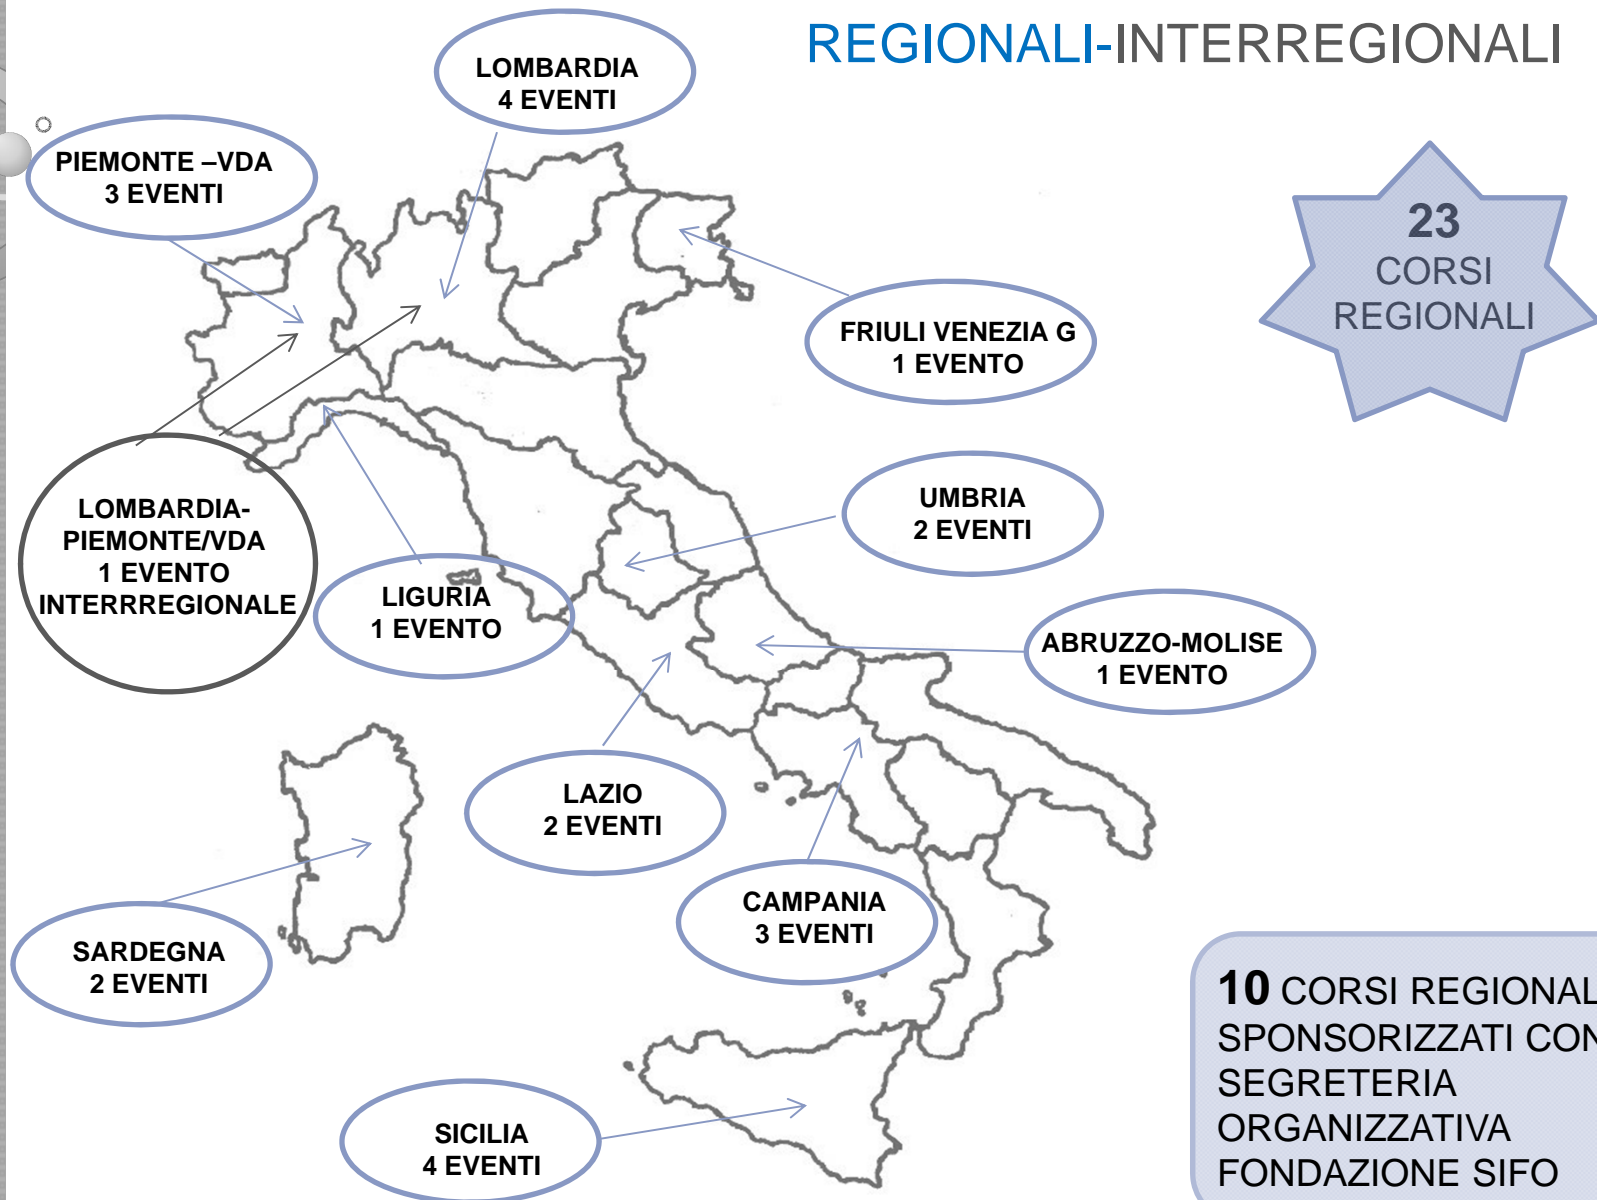 REGIONALI-INTERREGIONALI
LOMBARDIA
4 EVENTI
PIEMONTE –VDA
3 EVENTI
23
CORSI
REGIONALI
FRIULI VENEZIA G
1 EVENTO
LOMBARDIA-
PIEMONTE/VDA
1 EVENTO
INTERRREGIONALE
UMBRIA
2 EVENTI
LIGURIA
1 EVENTO
ABRUZZO-MOLISE
1 EVENTO
LAZIO
2 EVENTI
CAMPANIA
3 EVENTI
SARDEGNA
2 EVENTI
SICILIA
4 EVENTI
10 CORSI REGIONAL
SPONSORIZZATI CON
SEGRETERIA
ORGANIZZATIVA
FONDAZIONE SIFO